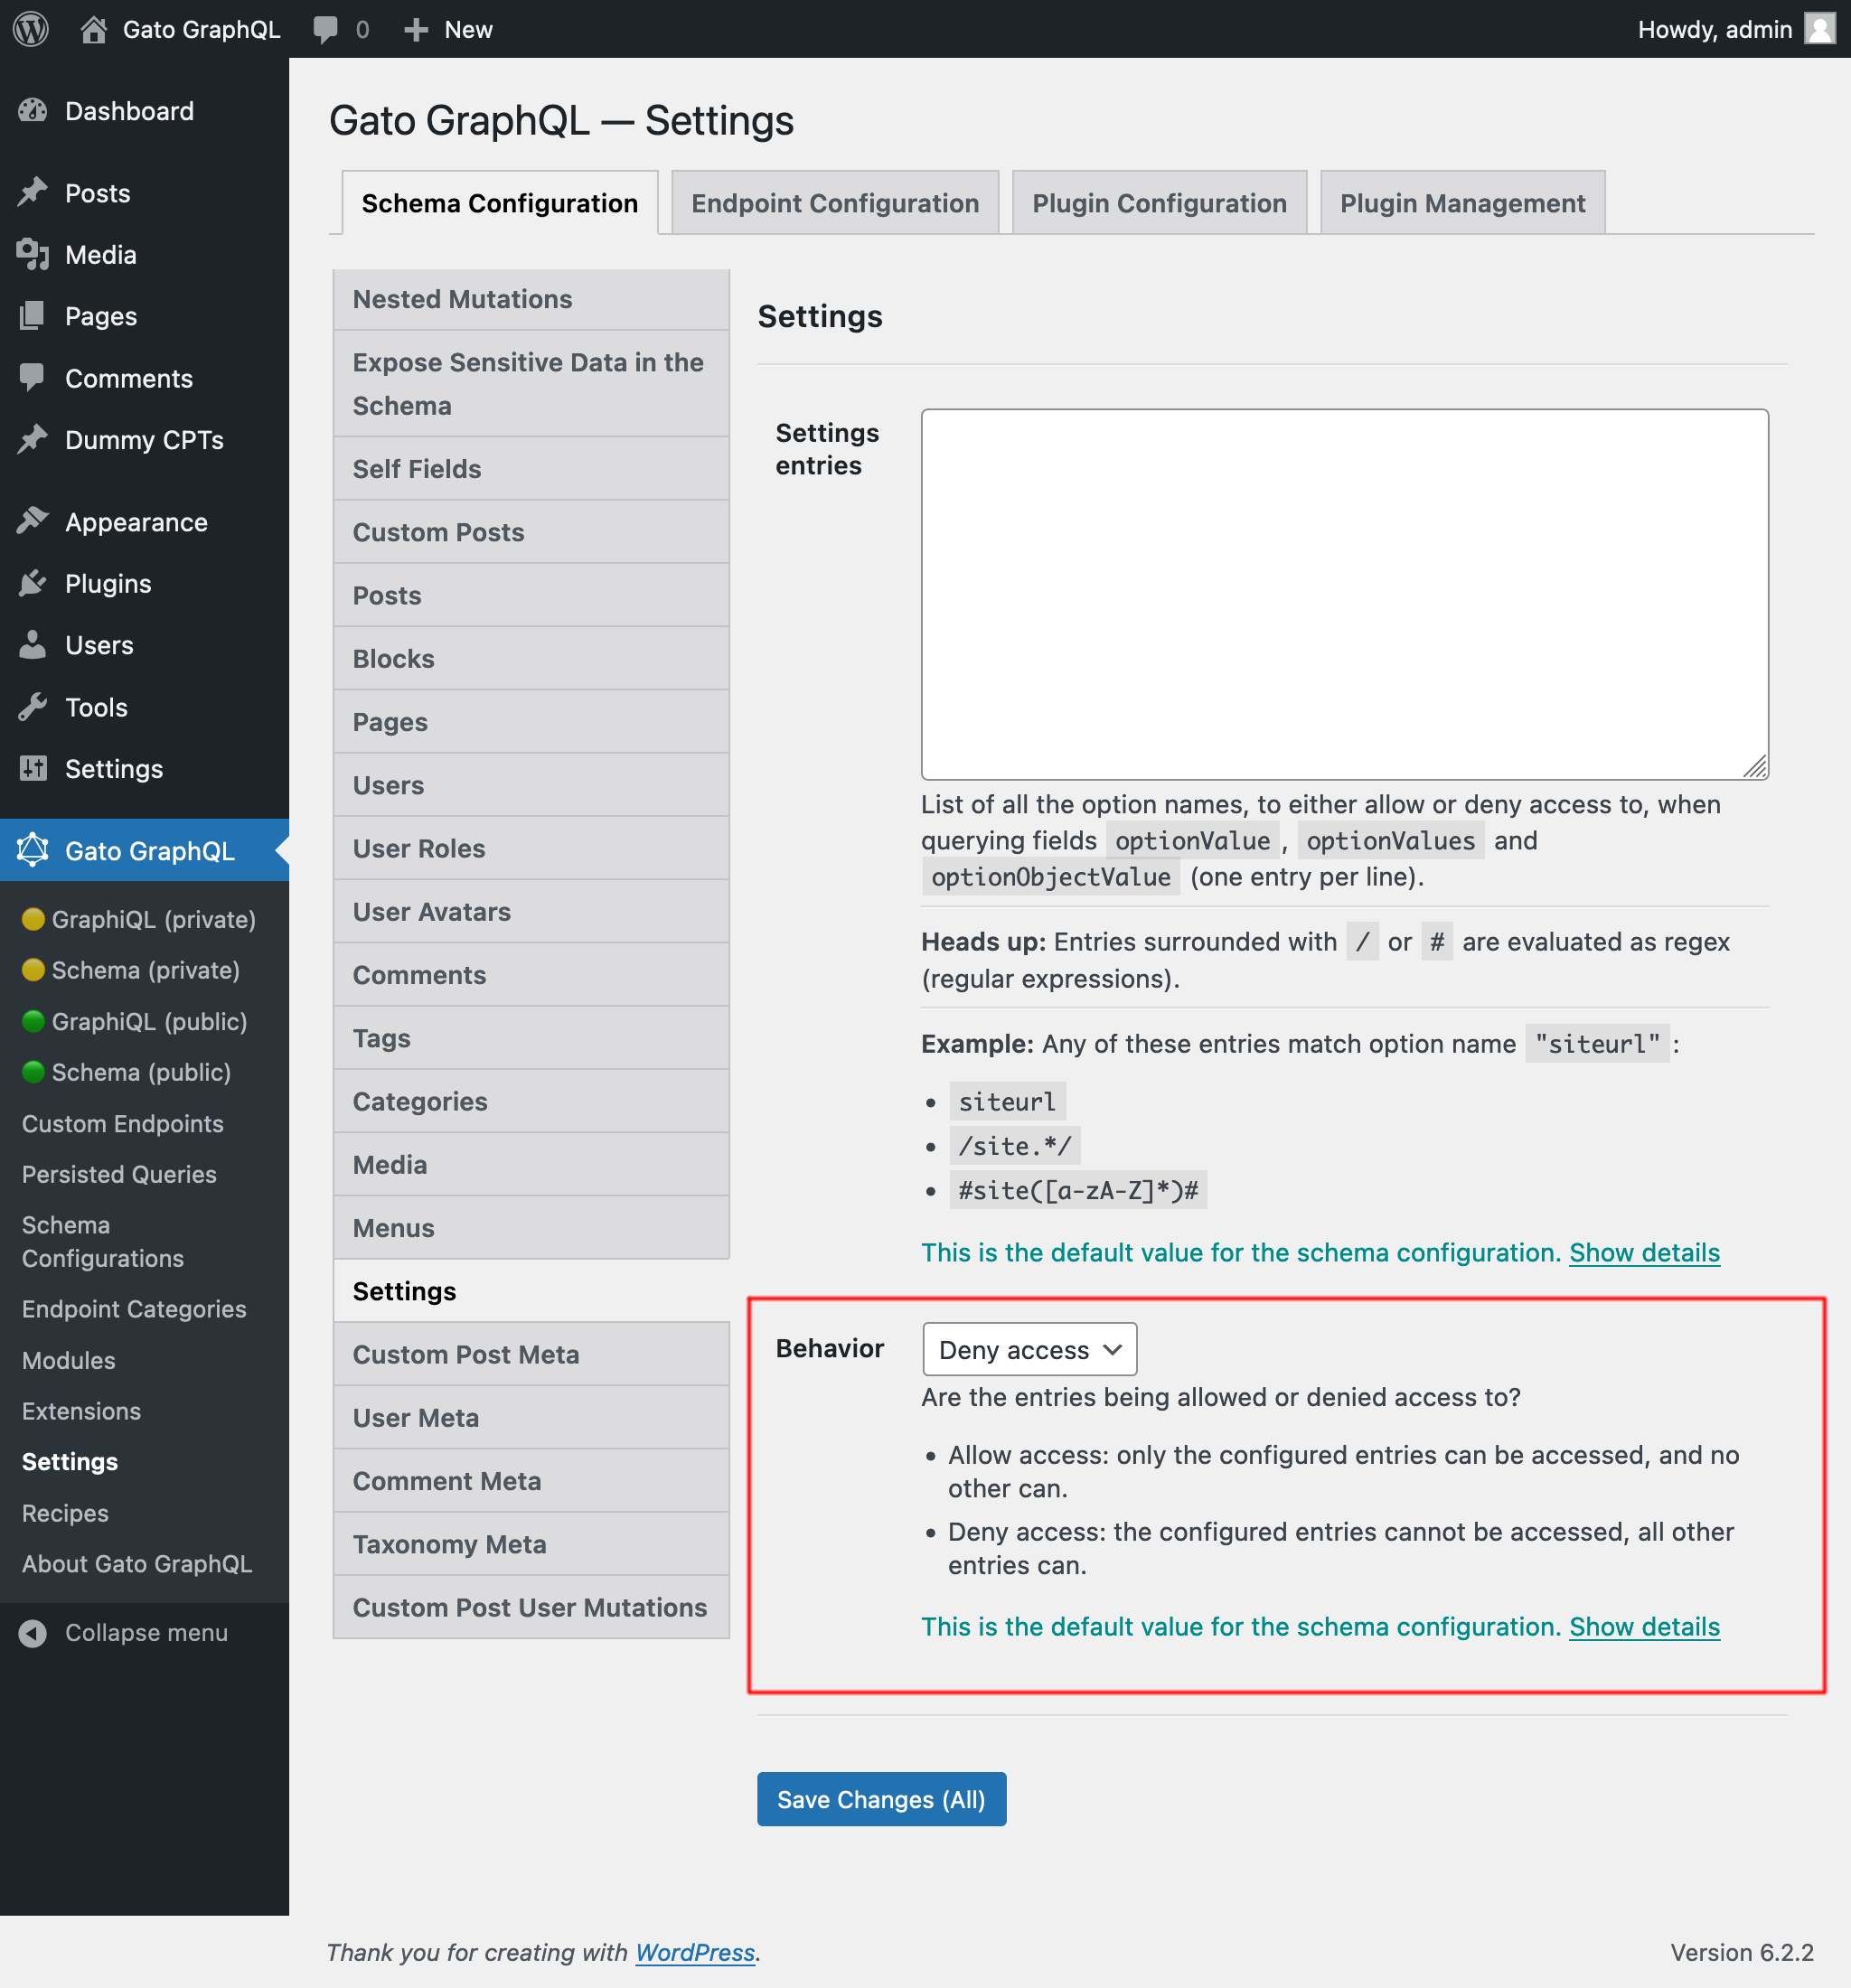 Gato GraphQL
0
New
Howdy, admin
Dashboard
Posts
Media
Pages
Comments
Dummy CPTs
Appearance
Plugins
Users
Tools
Settings
Gato GraphQL
GraphiQL (private)
Schema (private)
GraphiQL (public)
Schema (public)
Custom Endpoints
Persisted Queries
Schema
Configurations
Endpoint Categories
Modules
Extensions
Settings
Recipes
About Gato GraphQL
Collapse menu
Gato GraphQL — Settings
Schema Configuration
Endpoint Configuration
Plugin Configuration
Plugin Management
Nested Mutations
Expose Sensitive Data in the
Schema
Self Fields
Custom Posts
Posts
Blocks
Pages
Users
User Roles
User Avatars
Comments
Tags
Categories
Media
Menus
Settings
Custom Post Meta
User Meta
Comment Meta
Taxonomy Meta
Custom Post User Mutations
Settings
Settings
entries
List of all the option names, to either allow or deny access to, when
querying fields optionValue , optionValues and
optionObjectValue (one entry per line).
Heads up: Entries surrounded with / or # are evaluated as regex
(regular expressions).
Example: Any of these entries match option name "siteurl" :
• siteurl
• /site.*/
• #site([a-zA-Z]*)#
This is the default value for the schema configuration. Show details
Behavior
Deny access
Are the entries being allowed or denied access to?
• Allow access: only the configured entries can be accessed, and no
other can.
• Deny access: the configured entries cannot be accessed, all other
entries can.
This is the default value for the schema configuration. Show details
Save Changes (All)
Thank you for creating with WordPress.
Version 6.2.2